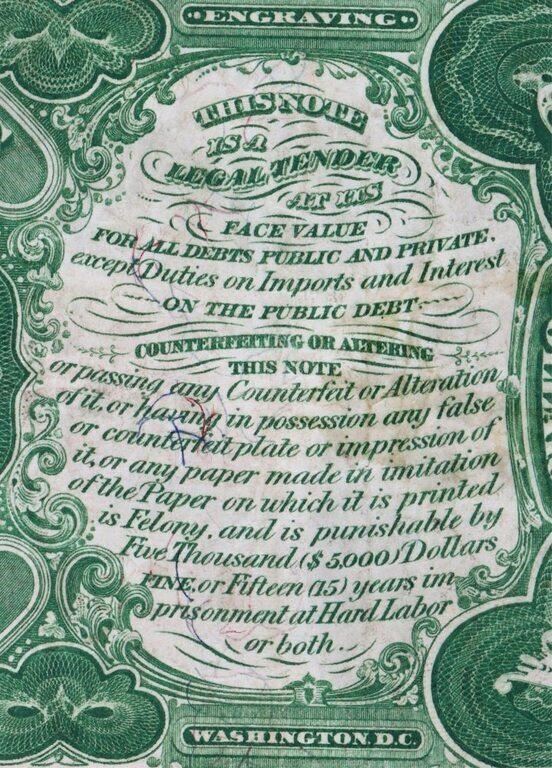 ENGRAVING
THIS NOTE
IS A
LEGAL TENDER
AT ITS
FACE VALUE
FOR ALL DEBTS PUBLIC AND PRIVATE,
except Duties on Imports and Interest
ON THE PUBLIC DEBT
COUNTERFEITING OR ALTERING
THIS NOTE
or passing any Counterfeit or Alteration
of it, or having in possession any false
or counterfeit plate or impression of
it, or any paper made in imitation
of the Paper on which it is printed
is Felony, and is punishable by
Five Thousand ($5,000) Dollars
FINE, or Fifteen (15) years im
prisonment at Hard Labor
or both.
WASHINGTON D.C.